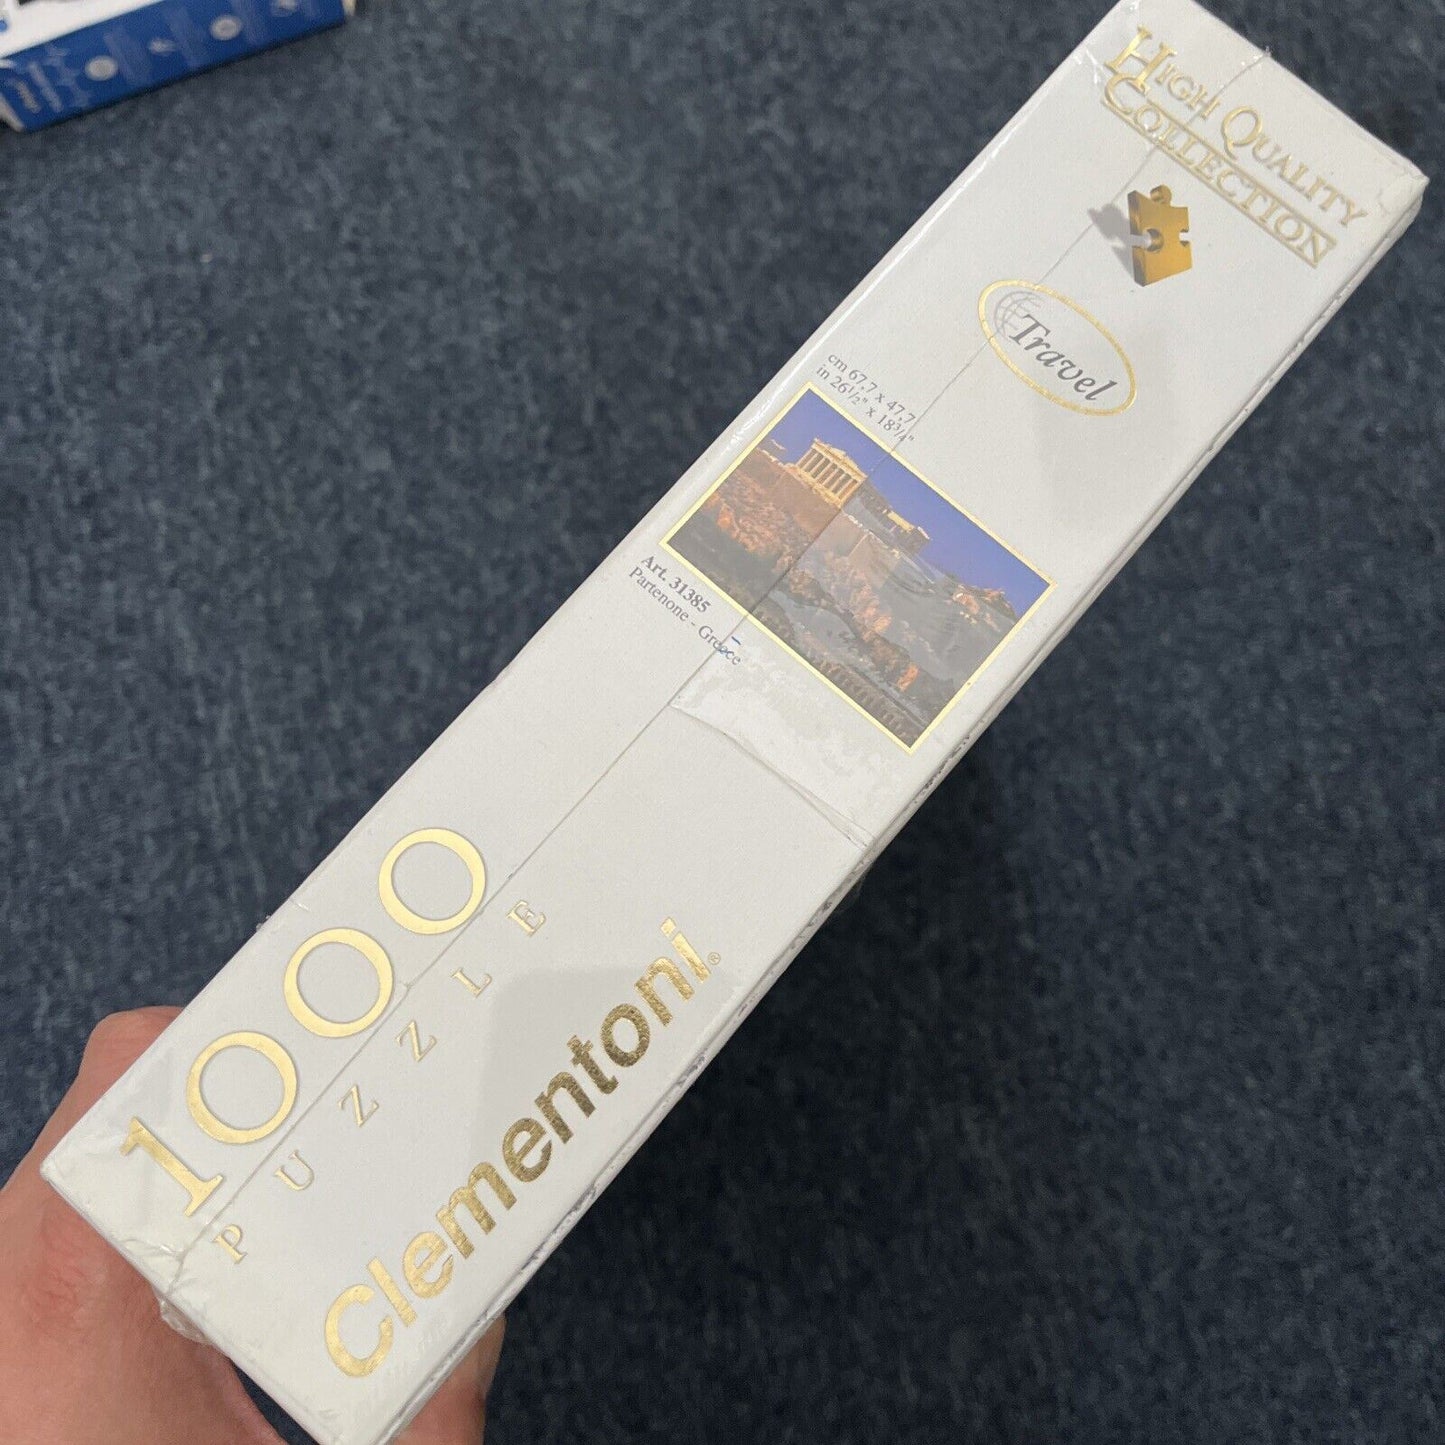 HIGH QUALITY
COLLECTION
Travel
cm 67,7 x 47,7
in 26½" x 18¾"
Art. 31385
Partenone - Greece
1000
PUZZLE
Clementoni®